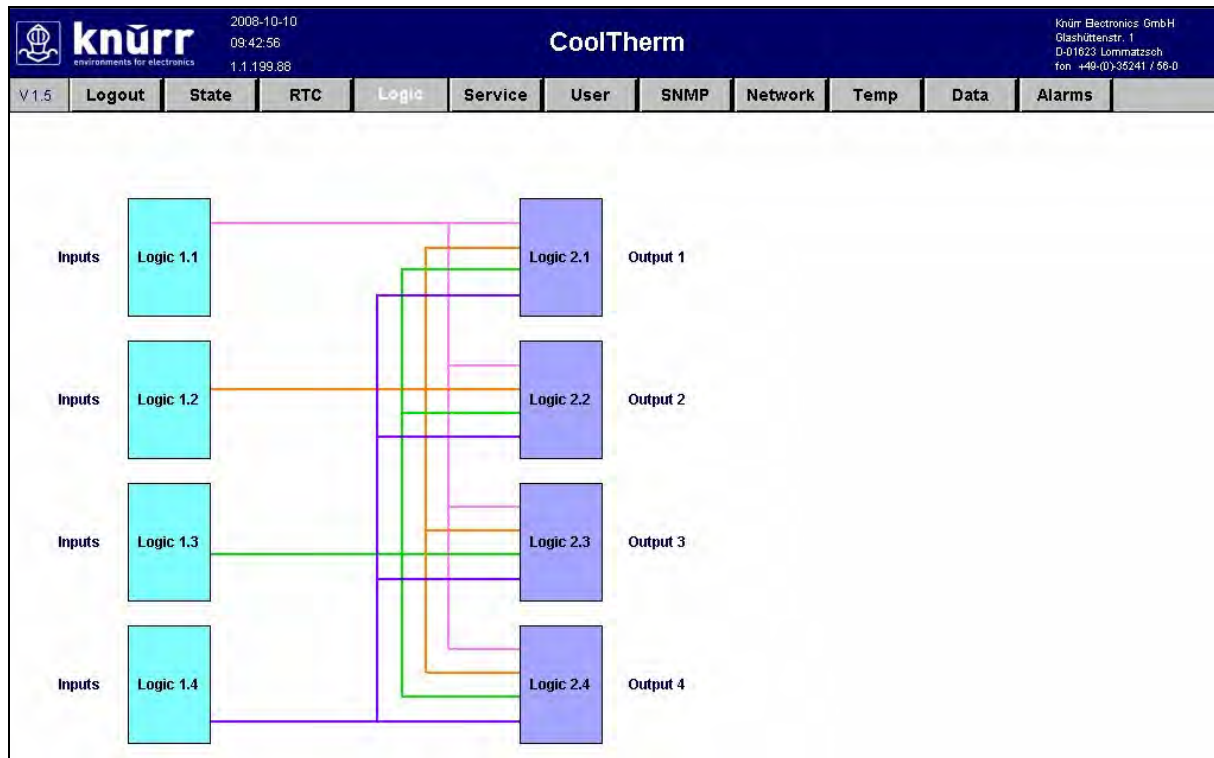 knürr
environments for electronics
2008-10-10
09:42:56
1.1.199.88
CoolTherm
Knürr Electronics GmbH
Glashüttenstr. 1
D-01623 Lommatzsch
fon +49-(0)-35241 / 56-0
V 1.5 Logout State RTC Logic Service User SNMP Network Temp Data Alarms
Inputs Logic 1.1 Logic 2.1 Output 1
Inputs Logic 1.2 Logic 2.2 Output 2
Inputs Logic 1.3 Logic 2.3 Output 3
Inputs Logic 1.4 Logic 2.4 Output 4